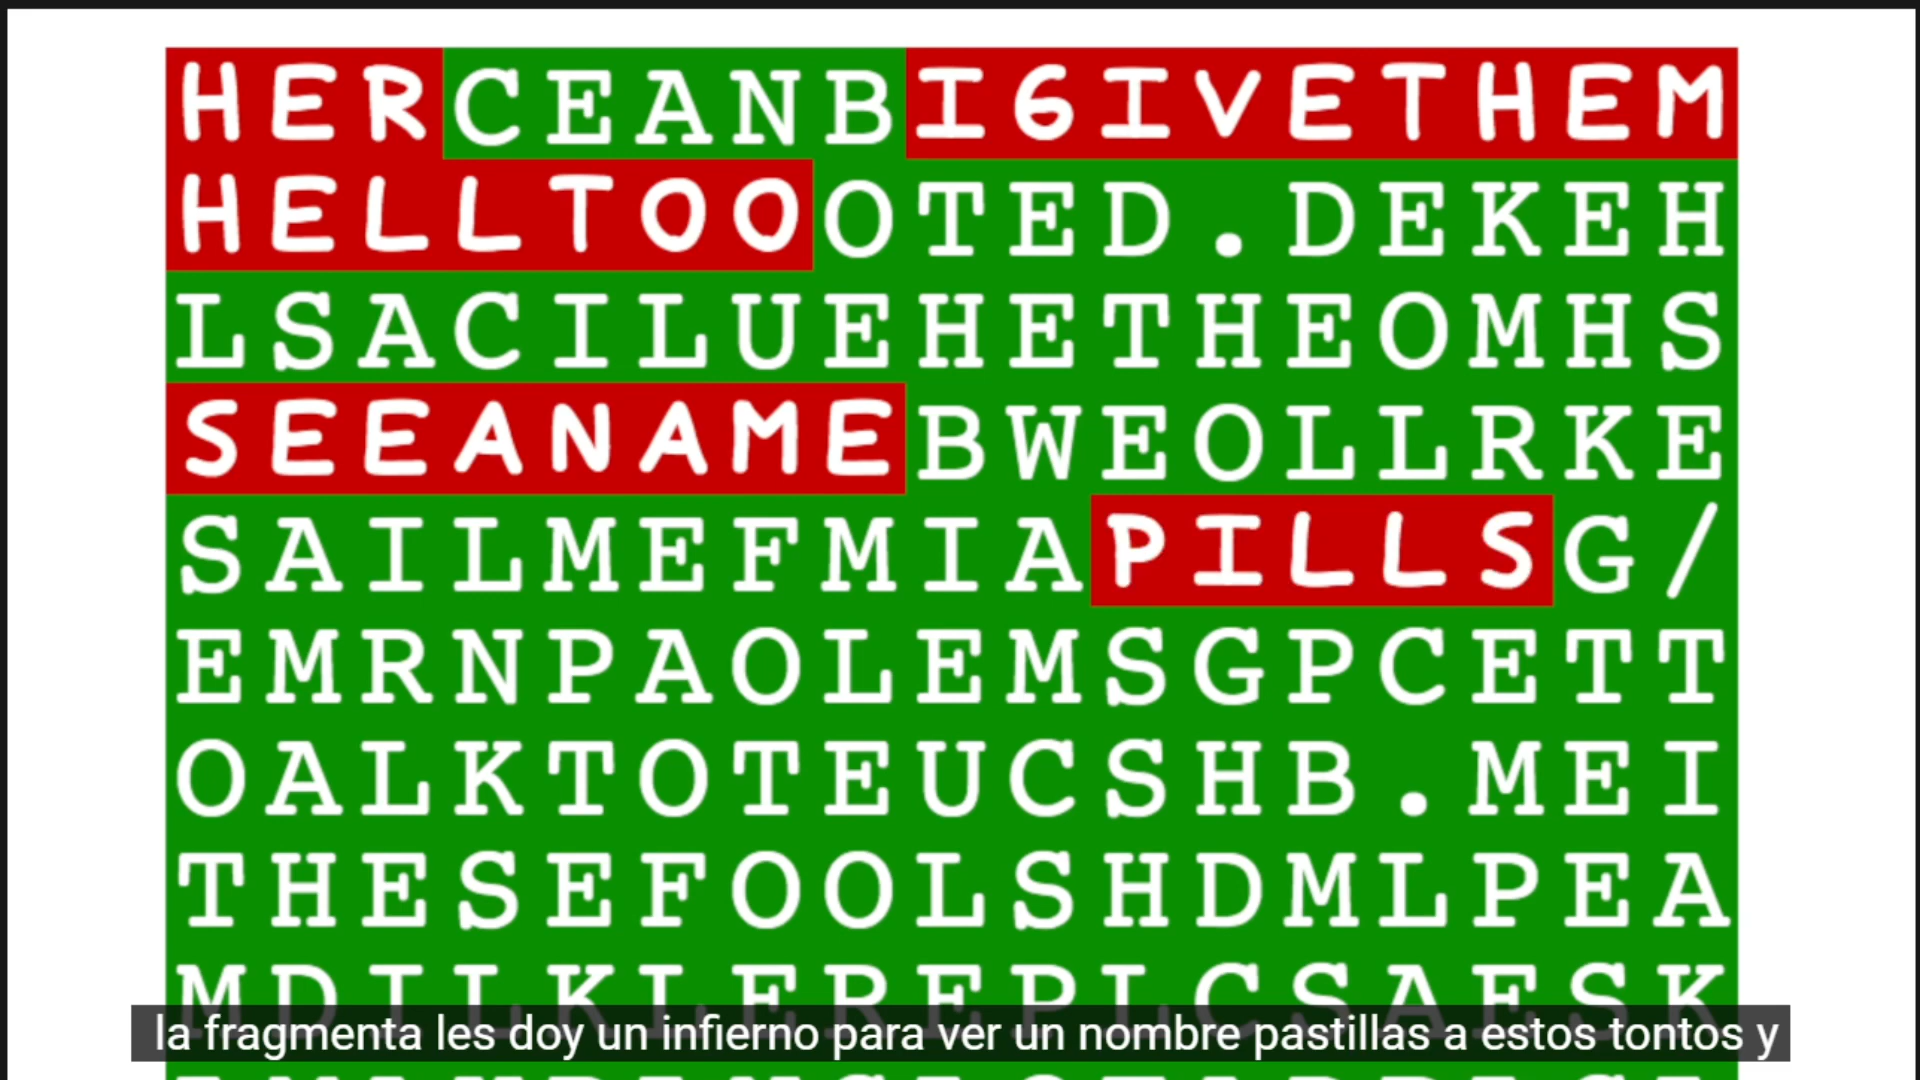 HERCEANBIGIVETHEM
HELLTOOOTED.DEKEH
LSACILUEHETHEOMHS
SEEANAMEBWEOLLRKE
SAILMEFMIAPILLSG/
EMRNPAOLEMSGPCETT
OALKTOTEUCSHB.MEI
THESEFOOLSHDMLPEA
la fragmenta les doy un infierno para ver un nombre pastillas a estos tontos y